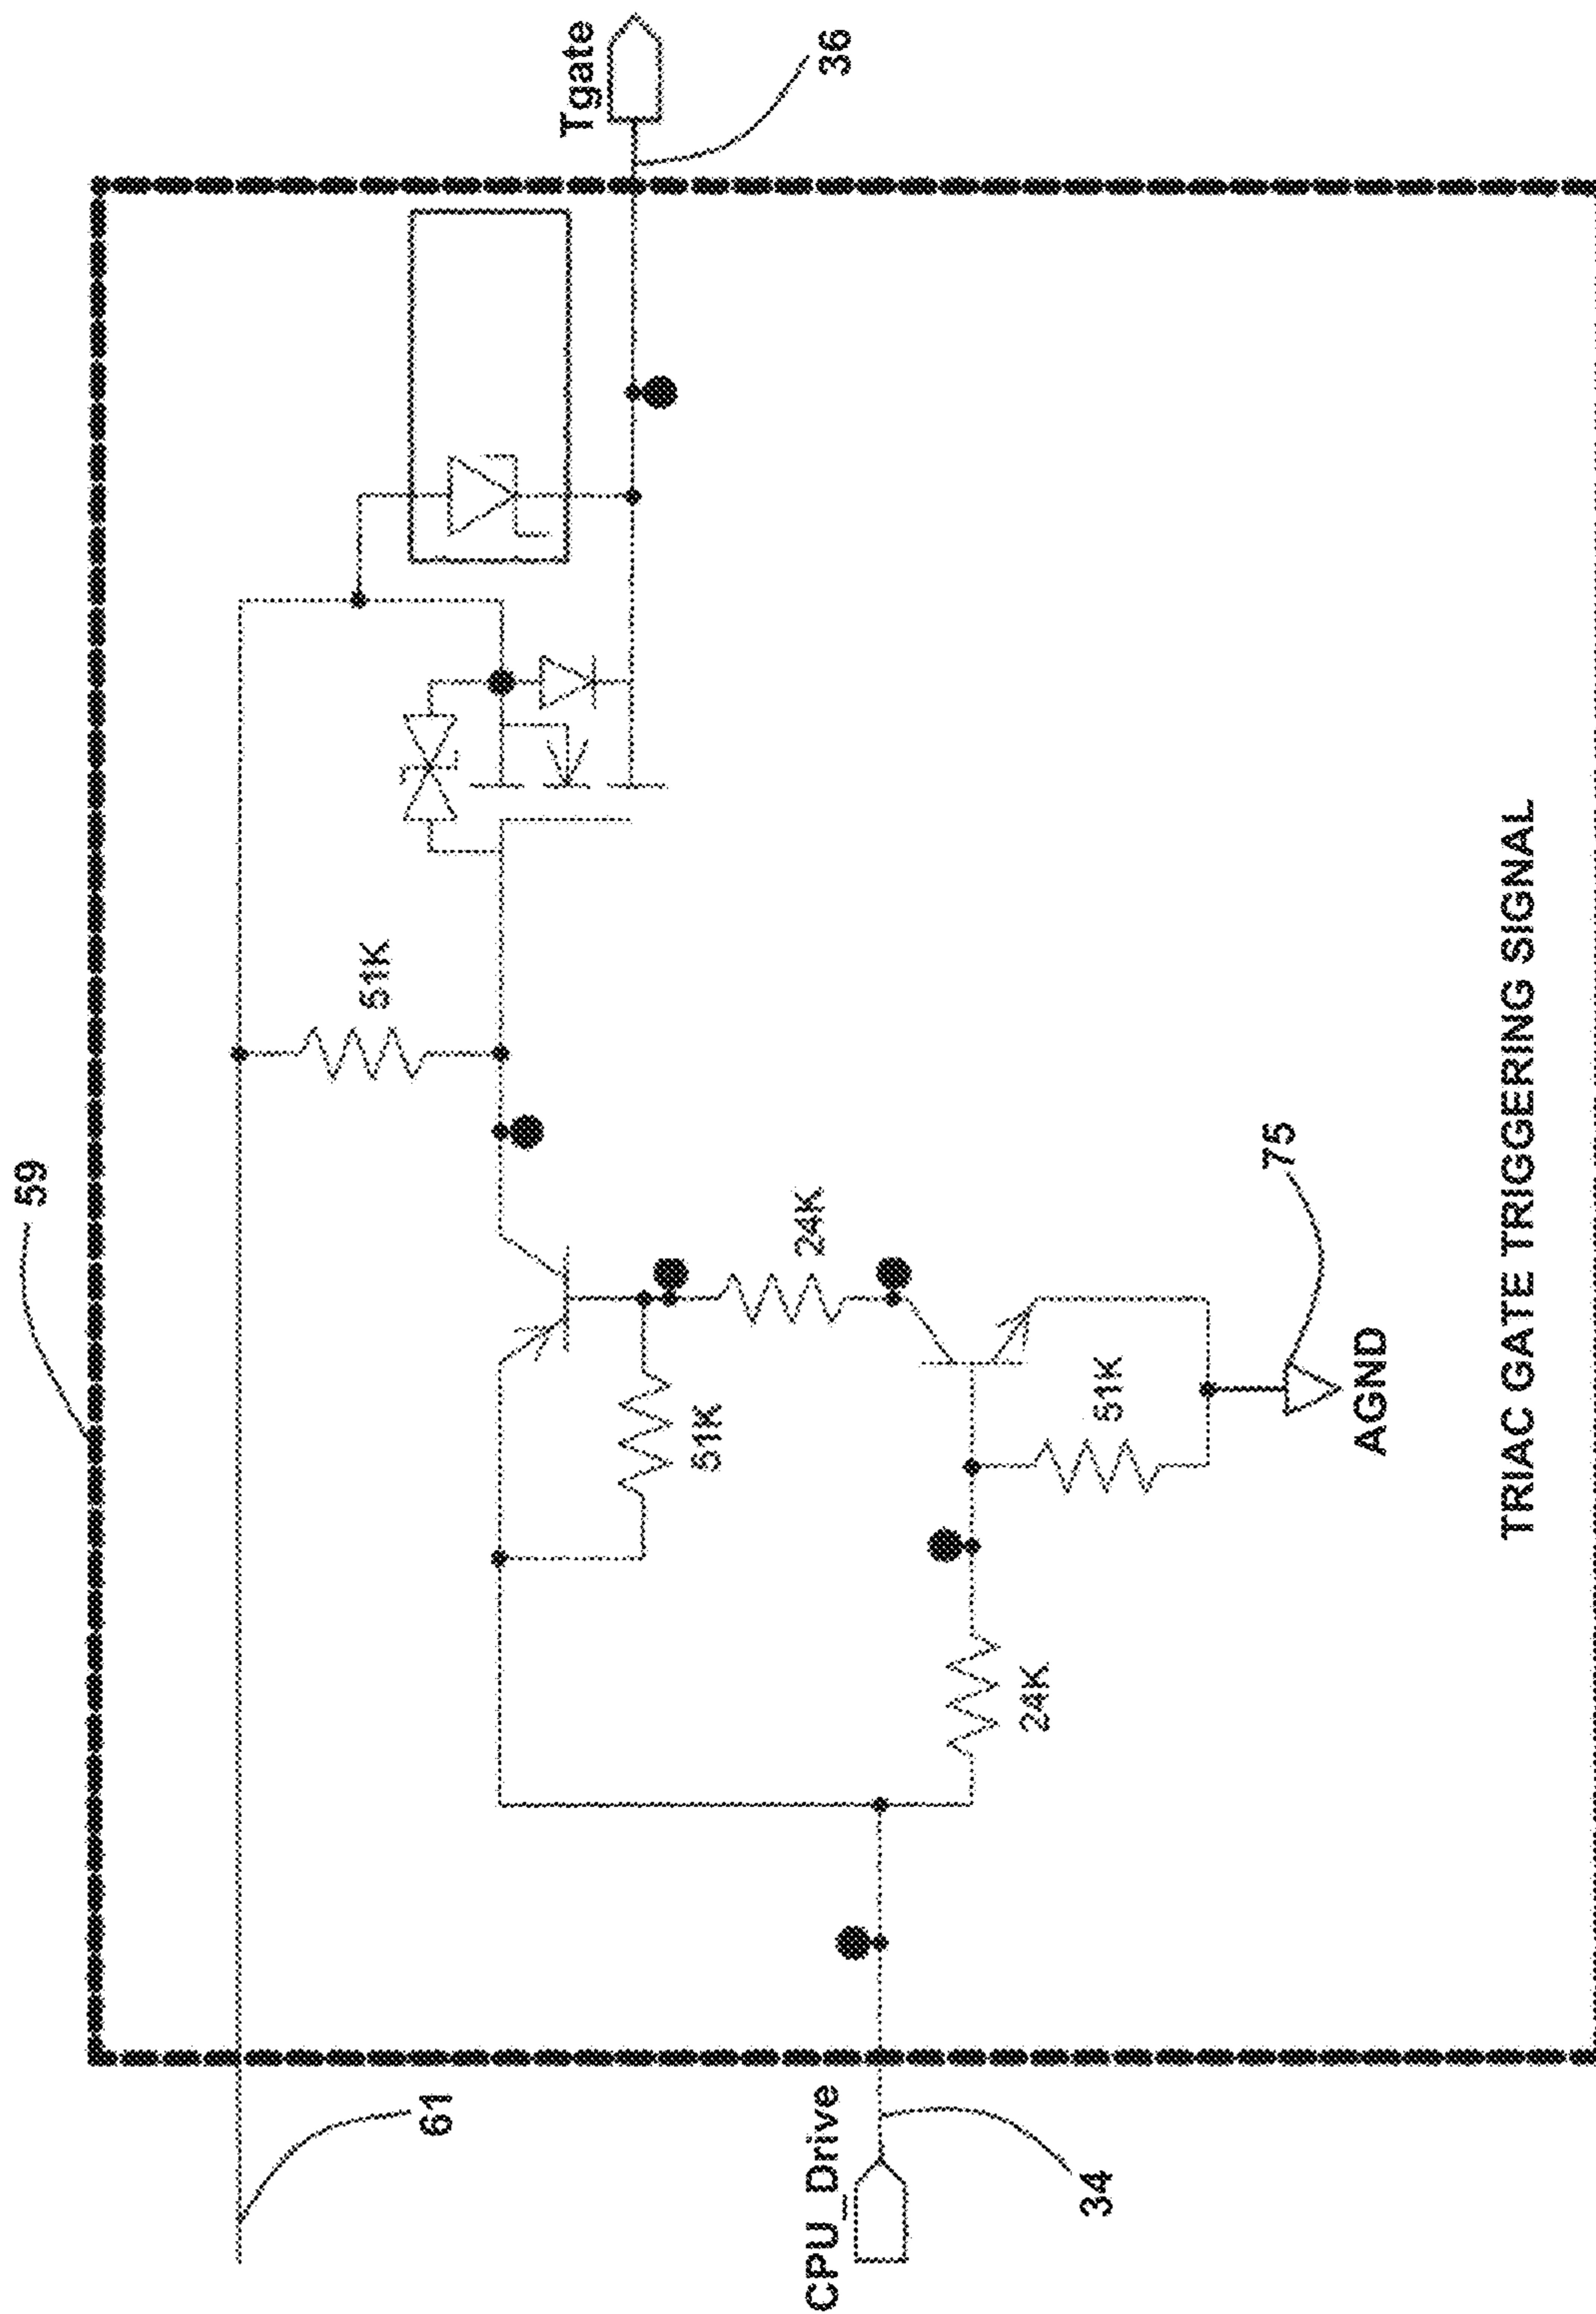 59
61
51K
Tgate
36
51K
24K
CPU_Drive
34
24K
51K
75
AGND
TRIAC GATE TRIGGERING SIGNAL